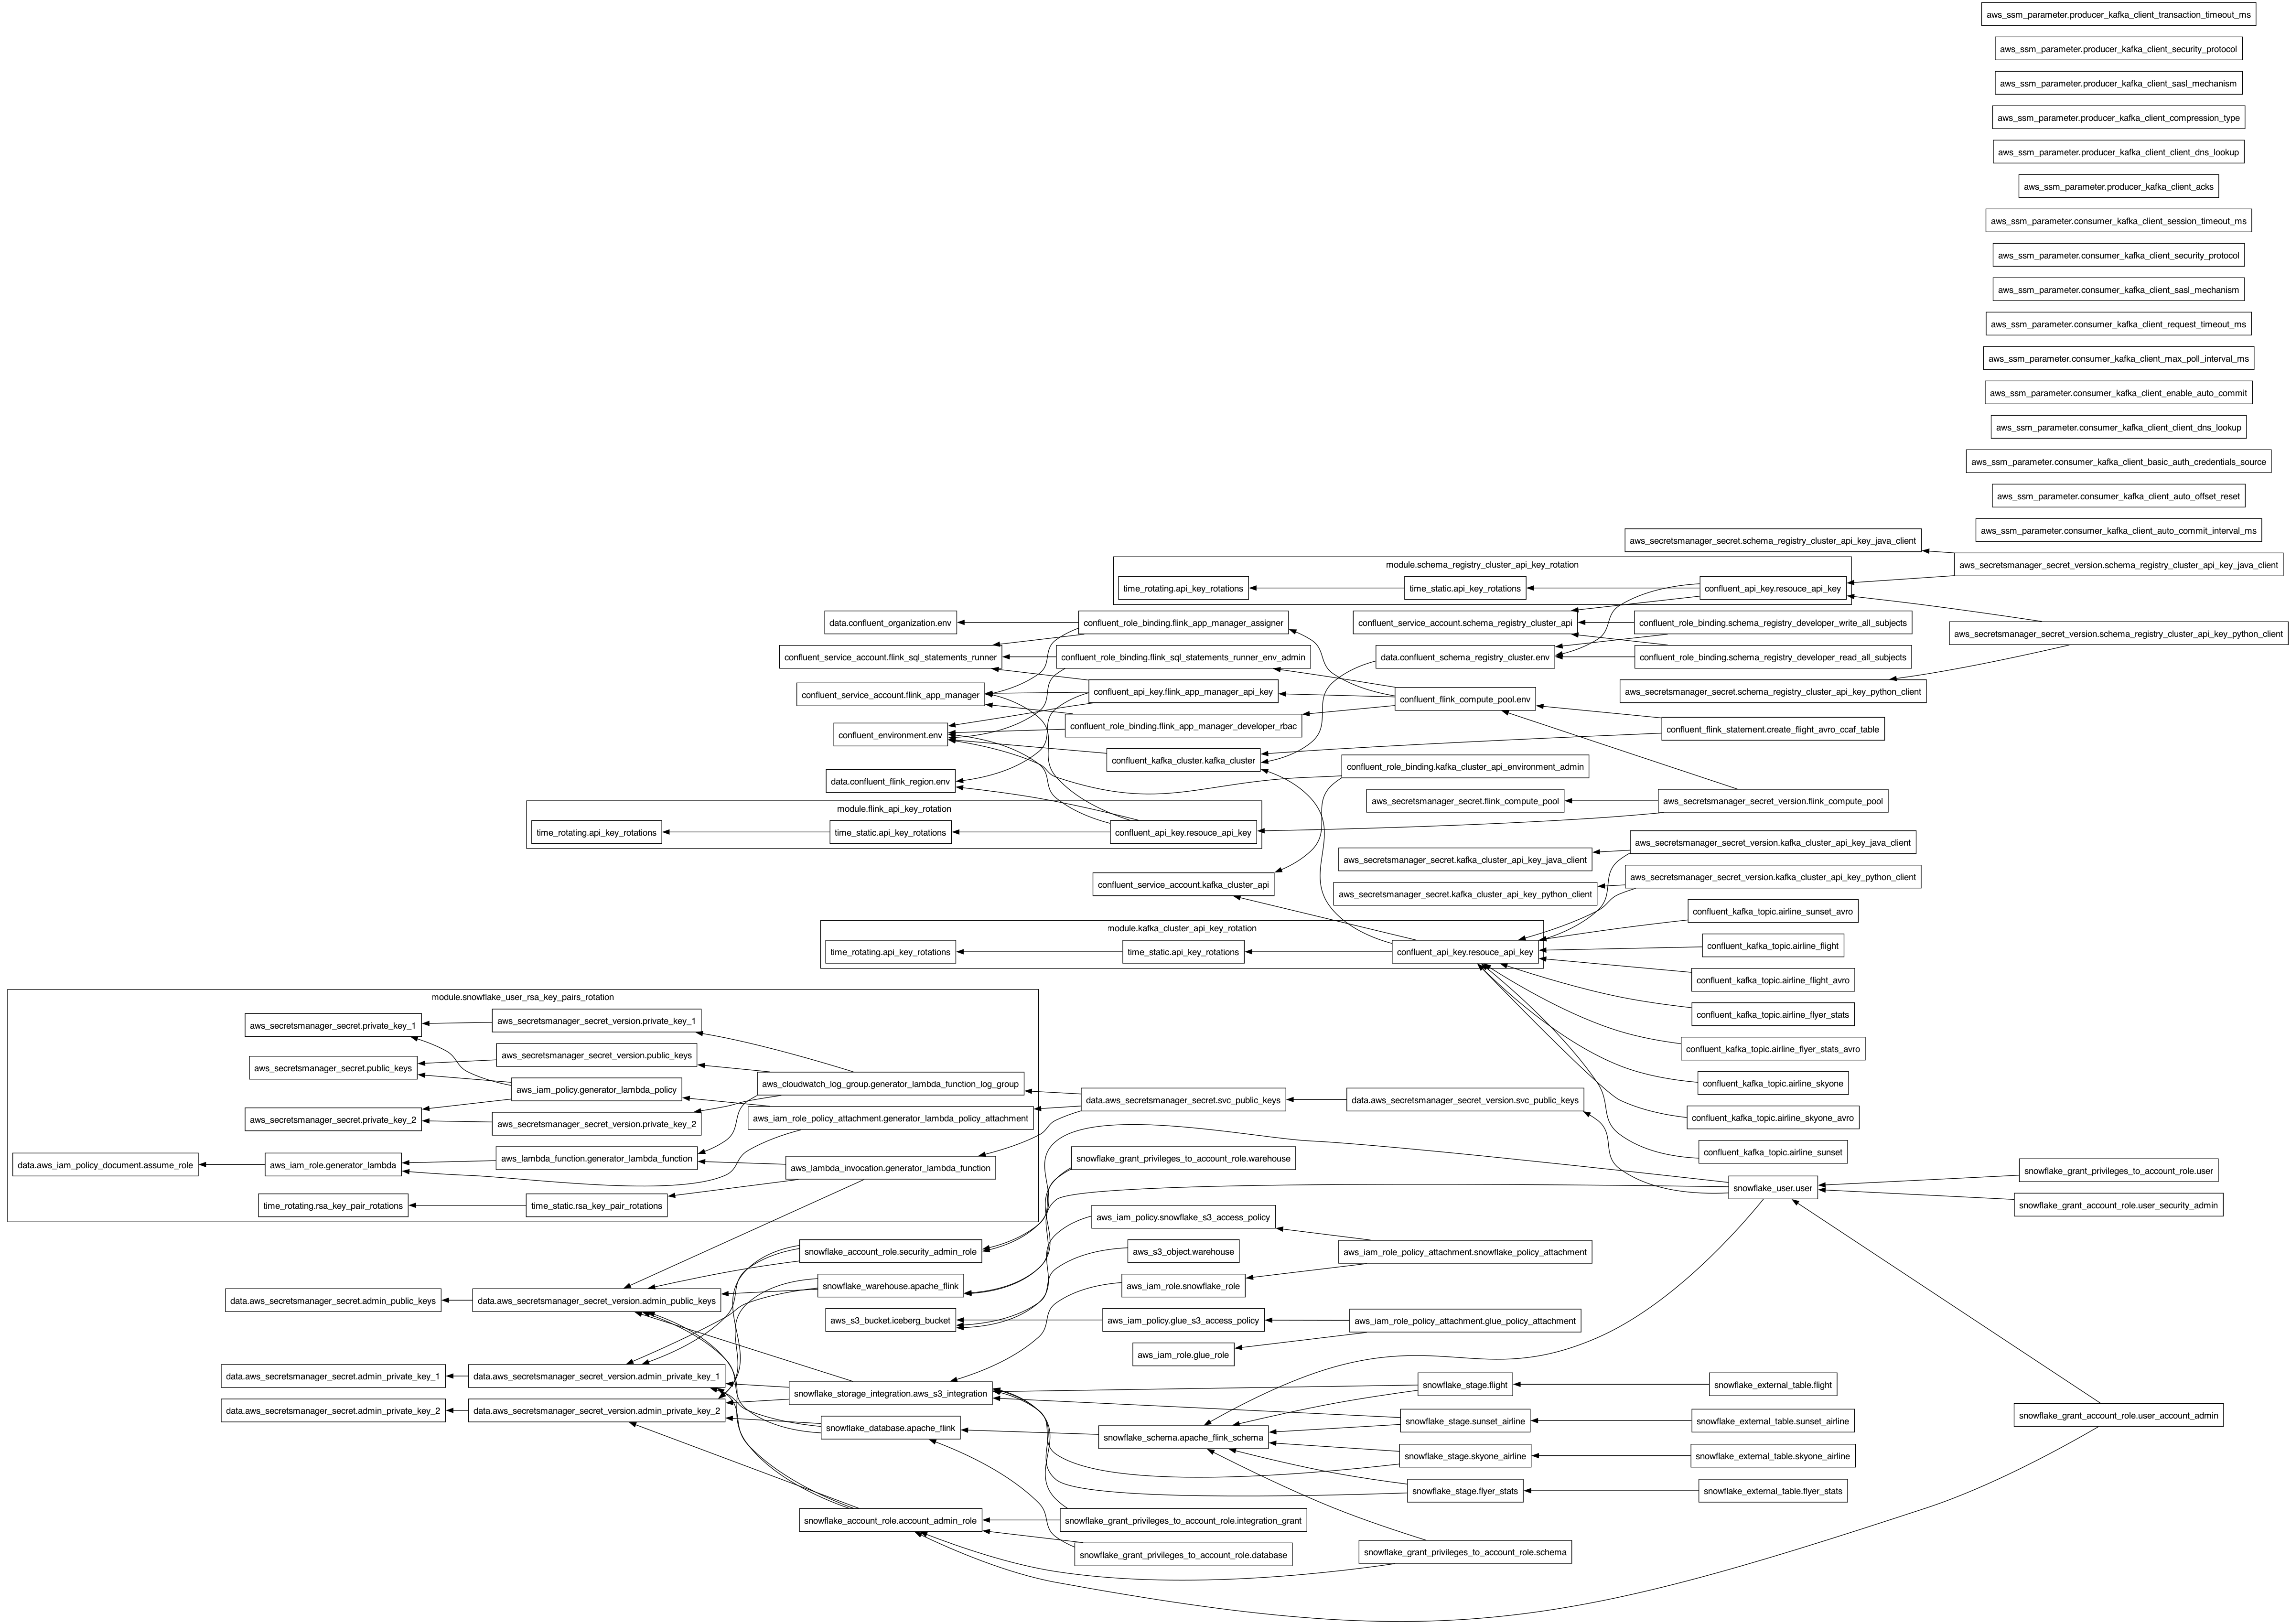 aws_ssm_parameter.producer_kafka_client_transaction_timeout_ms
aws_ssm_parameter.producer_kafka_client_security_protocol
aws_ssm_parameter.producer_kafka_client_sasl_mechanism
aws_ssm_parameter.producer_kafka_client_compression_type
aws_ssm_parameter.producer_kafka_client_client_dns_lookup
aws_ssm_parameter.producer_kafka_client_acks
aws_ssm_parameter.consumer_kafka_client_session_timeout_ms
aws_ssm_parameter.consumer_kafka_client_security_protocol
aws_ssm_parameter.consumer_kafka_client_sasl_mechanism
aws_ssm_parameter.consumer_kafka_client_request_timeout_ms
aws_ssm_parameter.consumer_kafka_client_max_poll_interval_ms
aws_ssm_parameter.consumer_kafka_client_enable_auto_commit
aws_ssm_parameter.consumer_kafka_client_client_dns_lookup
aws_ssm_parameter.consumer_kafka_client_basic_auth_credentials_source
aws_ssm_parameter.consumer_kafka_client_auto_offset_reset
aws_ssm_parameter.consumer_kafka_client_auto_commit_interval_ms
aws_secretsmanager_secret.schema_registry_cluster_api_key_java_client
module.schema_registry_cluster_api_key_rotation
aws_secretsmanager_secret_version.schema_registry_cluster_api_key_java_client
time_rotating.api_key_rotations
time_static.api_key_rotations
confluent_api_key.resouce_api_key
data.confluent_organization.env
confluent_role_binding.flink_app_manager_assigner
confluent_service_account.schema_registry_cluster_api
confluent_role_binding.schema_registry_developer_write_all_subjects
aws_secretsmanager_secret_version.schema_registry_cluster_api_key_python_client
confluent_service_account.flink_sql_statements_runner
confluent_role_binding.flink_sql_statements_runner_env_admin
data.confluent_schema_registry_cluster.env
confluent_role_binding.schema_registry_developer_read_all_subjects
confluent_service_account.flink_app_manager
confluent_api_key.flink_app_manager_api_key
confluent_flink_compute_pool.env
aws_secretsmanager_secret.schema_registry_cluster_api_key_python_client
confluent_environment.env
confluent_role_binding.flink_app_manager_developer_rbac
confluent_flink_statement.create_flight_avro_ccaf_table
confluent_kafka_cluster.kafka_cluster
confluent_role_binding.kafka_cluster_api_environment_admin
data.confluent_flink_region.env
module.flink_api_key_rotation
aws_secretsmanager_secret.flink_compute_pool
aws_secretsmanager_secret_version.flink_compute_pool
time_rotating.api_key_rotations
time_static.api_key_rotations
confluent_api_key.resouce_api_key
aws_secretsmanager_secret_version.kafka_cluster_api_key_java_client
aws_secretsmanager_secret.kafka_cluster_api_key_java_client
aws_secretsmanager_secret_version.kafka_cluster_api_key_python_client
confluent_service_account.kafka_cluster_api
aws_secretsmanager_secret.kafka_cluster_api_key_python_client
confluent_kafka_topic.airline_sunset_avro
module.kafka_cluster_api_key_rotation
time_rotating.api_key_rotations
time_static.api_key_rotations
confluent_api_key.resouce_api_key
confluent_kafka_topic.airline_flight
confluent_kafka_topic.airline_flight_avro
confluent_kafka_topic.airline_flyer_stats
confluent_kafka_topic.airline_flyer_stats_avro
confluent_kafka_topic.airline_skyone
confluent_kafka_topic.airline_skyone_avro
confluent_kafka_topic.airline_sunset
module.snowflake_user_rsa_key_pairs_rotation
aws_secretsmanager_secret.private_key_1
aws_secretsmanager_secret_version.private_key_1
aws_secretsmanager_secret.public_keys
aws_secretsmanager_secret_version.public_keys
aws_iam_policy.generator_lambda_policy
aws_cloudwatch_log_group.generator_lambda_function_log_group
data.aws_secretsmanager_secret.svc_public_keys
data.aws_secretsmanager_secret_version.svc_public_keys
aws_secretsmanager_secret.private_key_2
aws_secretsmanager_secret_version.private_key_2
aws_iam_role_policy_attachment.generator_lambda_policy_attachment
data.aws_iam_policy_document.assume_role
aws_iam_role.generator_lambda
aws_lambda_function.generator_lambda_function
aws_lambda_invocation.generator_lambda_function
time_rotating.rsa_key_pair_rotations
time_static.rsa_key_pair_rotations
snowflake_grant_privileges_to_account_role.warehouse
snowflake_user.user
snowflake_grant_privileges_to_account_role.user
snowflake_grant_account_role.user_security_admin
aws_iam_policy.snowflake_s3_access_policy
snowflake_account_role.security_admin_role
aws_s3_object.warehouse
aws_iam_role_policy_attachment.snowflake_policy_attachment
snowflake_warehouse.apache_flink
aws_iam_role.snowflake_role
data.aws_secretsmanager_secret.admin_public_keys
data.aws_secretsmanager_secret_version.admin_public_keys
aws_s3_bucket.iceberg_bucket
aws_iam_policy.glue_s3_access_policy
aws_iam_role_policy_attachment.glue_policy_attachment
aws_iam_role.glue_role
data.aws_secretsmanager_secret.admin_private_key_1
data.aws_secretsmanager_secret_version.admin_private_key_1
snowflake_storage_integration.aws_s3_integration
snowflake_stage.flight
snowflake_external_table.flight
data.aws_secretsmanager_secret.admin_private_key_2
data.aws_secretsmanager_secret_version.admin_private_key_2
snowflake_database.apache_flink
snowflake_schema.apache_flink_schema
snowflake_stage.sunset_airline
snowflake_external_table.sunset_airline
snowflake_grant_account_role.user_account_admin
snowflake_stage.skyone_airline
snowflake_external_table.skyone_airline
snowflake_stage.flyer_stats
snowflake_external_table.flyer_stats
snowflake_account_role.account_admin_role
snowflake_grant_privileges_to_account_role.integration_grant
snowflake_grant_privileges_to_account_role.database
snowflake_grant_privileges_to_account_role.schema